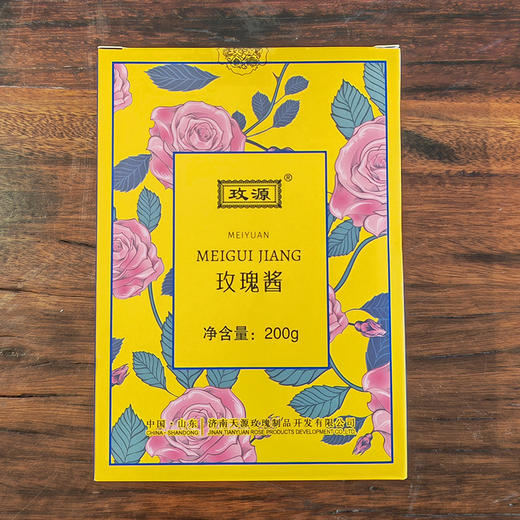 玫源®
MEIYUAN
MEIGUI JIANG
玫瑰酱
净含量：200g
中国·山东 济南天源玫瑰制品开发有限公司
CHINA·SHANDONG JINAN TIANYUAN ROSE PRODUCTS DEVELOPMENT CO.,LTD.